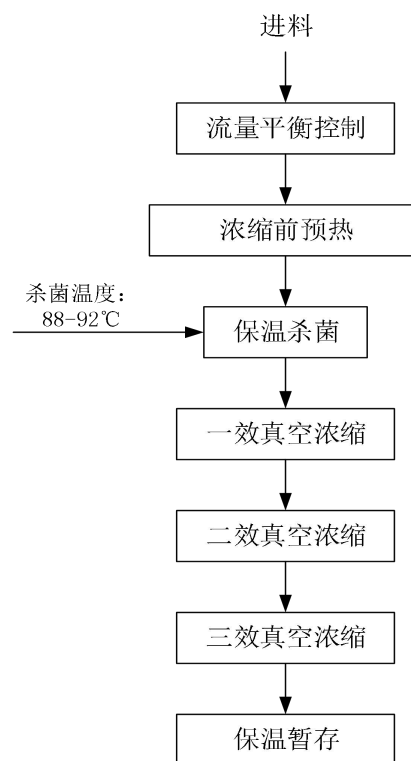 进料
流量平衡控制
浓缩前预热
杀菌温度：
88-92℃
保温杀菌
一效真空浓缩
二效真空浓缩
三效真空浓缩
保温暂存